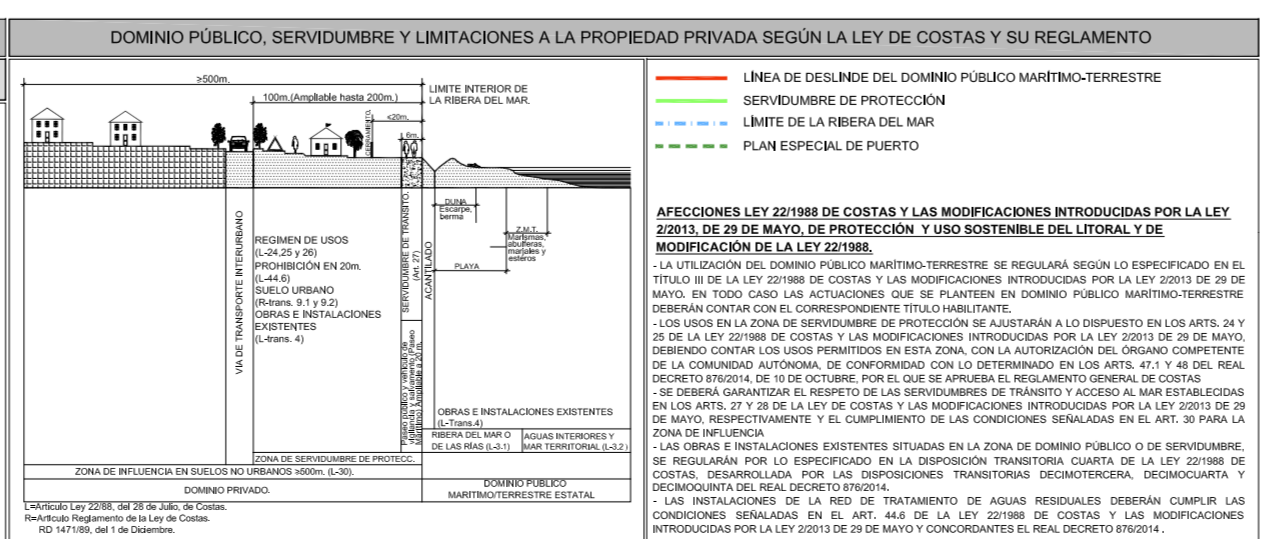 DOMINIO PÚBLICO, SERVIDUMBRE Y LIMITACIONES A LA PROPIEDAD PRIVADA SEGÚN LA LEY DE COSTAS Y SU REGLAMENTO
≥500m.
100m.(Ampliable hasta 200m.)
LIMITE INTERIOR DE
LA RIBERA DEL MAR.
<20m.
6m.
CERRAMIENTO.
VIA DE TRANSPORTE INTERURBANO
REGIMEN DE USOS
(L-24,25 y 26)
PROHIBICIÓN EN 20m.
(L-44.6)
SUELO URBANO
(R-trans. 9.1 y 9.2)
OBRAS E INSTALACIONES
EXISTENTES
(L-trans. 4)
SERVIDUMBRE DE TRANSITO.
(Art. 27)
Paseo público y vehículo de
vigilancia y salvamento (Paseo
Marítimo) Ampliable a 20 m.
ACANTILADO
DUNA
Escarpe,
berma
Z.M.T.
Marismas,
abulferas,
marjales y
estéros
PLAYA
OBRAS E INSTALACIONES EXISTENTES
(L-Trans.4)
RIBERA DEL MAR O
DE LAS RÍAS (L-3.1)
AGUAS INTERIORES Y
MAR TERRITORIAL (L-3.2 )
ZONA DE SERVIDUMBRE DE PROTECC.
ZONA DE INFLUENCIA EN SUELOS NO URBANOS ≥500m. (L-30).
DOMINIO PRIVADO.
DOMINIO PUBLICO
MARITIMO/TERRESTRE ESTATAL
L=Artículo Ley 22/88, del 28 de Julio, de Costas.
R=Artículo Reglamento de la Ley de Costas.
RD 1471/89, del 1 de Diciembre.
LÍNEA DE DESLINDE DEL DOMINIO PÚBLICO MARÍTIMO-TERRESTRE
SERVIDUMBRE DE PROTECCIÓN
LÍMITE DE LA RIBERA DEL MAR
PLAN ESPECIAL DE PUERTO
AFECCIONES LEY 22/1988 DE COSTAS Y LAS MODIFICACIONES INTRODUCIDAS POR LA LEY
2/2013, DE 29 DE MAYO, DE PROTECCIÓN Y USO SOSTENIBLE DEL LITORAL Y DE
MODIFICACIÓN DE LA LEY 22/1988.
- LA UTILIZACIÓN DEL DOMINIO PÚBLICO MARÍTIMO-TERRESTRE SE REGULARÁ SEGÚN LO ESPECIFICADO EN EL
TÍTULO III DE LA LEY 22/1988 DE COSTAS Y LAS MODIFICACIONES INTRODUCIDAS POR LA LEY 2/2013 DE 29 DE
MAYO. EN TODO CASO LAS ACTUACIONES QUE SE PLANTEEN EN DOMINIO PÚBLICO MARÍTIMO-TERRESTRE
DEBERÁN CONTAR CON EL CORRESPONDIENTE TÍTULO HABILITANTE.
- LOS USOS EN LA ZONA DE SERVIDUMBRE DE PROTECCIÓN SE AJUSTARÁN A LO DISPUESTO EN LOS ARTS. 24 Y
25 DE LA LEY 22/1988 DE COSTAS Y LAS MODIFICACIONES INTRODUCIDAS POR LA LEY 2/2013 DE 29 DE MAYO,
DEBIENDO CONTAR LOS USOS PERMITIDOS EN ESTA ZONA, CON LA AUTORIZACIÓN DEL ÓRGANO COMPETENTE
DE LA COMUNIDAD AUTÓNOMA, DE CONFORMIDAD CON LO DETERMINADO EN LOS ARTS. 47.1 Y 48 DEL REAL
DECRETO 876/2014, DE 10 DE OCTUBRE, POR EL QUE SE APRUEBA EL REGLAMENTO GENERAL DE COSTAS
- SE DEBERÁ GARANTIZAR EL RESPETO DE LAS SERVIDUMBRES DE TRÁNSITO Y ACCESO AL MAR ESTABLECIDAS
EN LOS ARTS. 27 Y 28 DE LA LEY DE COSTAS Y LAS MODIFICACIONES INTRODUCIDAS POR LA LEY 2/2013 DE 29
DE MAYO, RESPECTIVAMENTE Y EL CUMPLIMIENTO DE LAS CONDICIONES SEÑALADAS EN EL ART. 30 PARA LA
ZONA DE INFLUENCIA
- LAS OBRAS E INSTALACIONES EXISTENTES SITUADAS EN LA ZONA DE DOMINIO PÚBLICO O DE SERVIDUMBRE,
SE REGULARÁN POR LO ESPECIFICADO EN LA DISPOSICIÓN TRANSITORIA CUARTA DE LA LEY 22/1988 DE
COSTAS, DESARROLLADA POR LAS DISPOSICIONES TRANSITORIAS DECIMOTERCERA, DECIMOCUARTA Y
DECIMOQUINTA DEL REAL DECRETO 876/2014.
- LAS INSTALACIONES DE LA RED DE TRATAMIENTO DE AGUAS RESIDUALES DEBERÁN CUMPLIR LAS
CONDICIONES SEÑALADAS EN EL ART. 44.6 DE LA LEY 22/1988 DE COSTAS Y LAS MODIFICACIONES
INTRODUCIDAS POR LA LEY 2/2013 DE 29 DE MAYO Y CONCORDANTES EL REAL DECRETO 876/2014 .